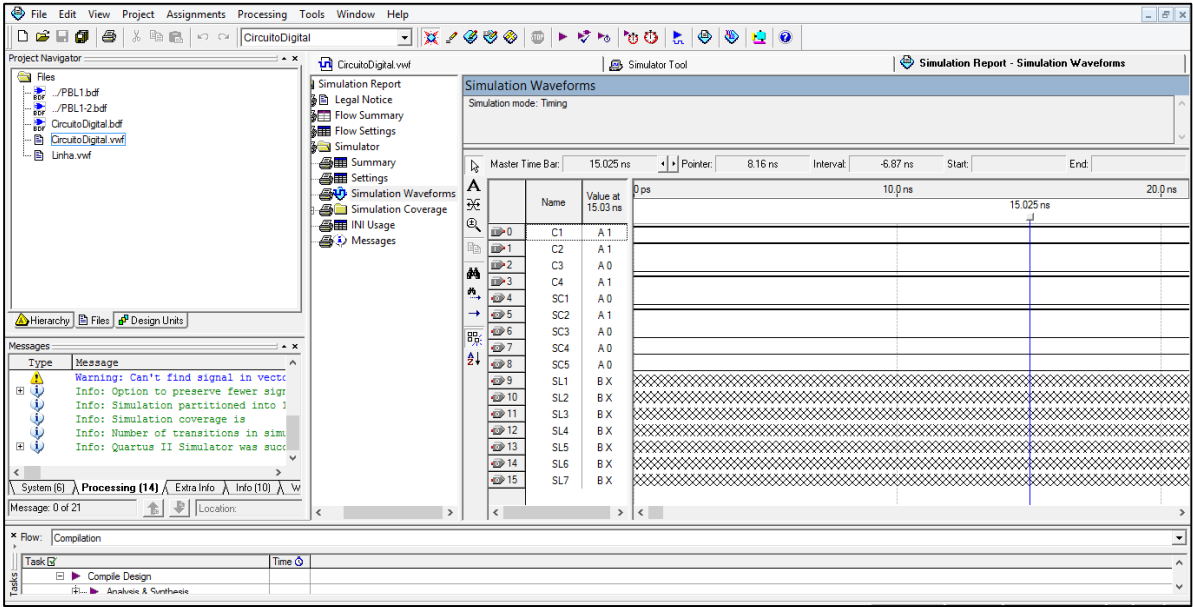 File Edit View Project Assignments Processing Tools Window Help
CircuitoDigital
Project Navigator
Files
../PBL1.bdf
../PBL1-2.bdf
CircuitoDigital.bdf
CircuitoDigital.vwf
Linha.vwf
Hierarchy Files Design Units
Messages
Type Message
Warning: Can't find signal in vecto
Info: Option to preserve fewer sign
Info: Simulation partitioned into 1
Info: Simulation coverage is
Info: Number of transitions in simu
Info: Quartus II Simulator was succ
System (6) Processing (14) Extra Info Info (10) W
Message: 0 of 21 Location:
CircuitoDigital.vwf Simulator Tool Simulation Report - Simulation Waveforms
Simulation Report
Legal Notice
Flow Summary
Flow Settings
Simulator
Summary
Settings
Simulation Waveforms
Simulation Coverage
INI Usage
Messages
Simulation Waveforms
Simulation mode: Timing
Master Time Bar: 15.025 ns Pointer: 8.16 ns Interval: -6.87 ns Start: End:
Name Value at 15.03 ns
0 ps 10.0 ns 20.0 ns
15.025 ns
0 C1 A 1
1 C2 A 1
2 C3 A 0
3 C4 A 1
4 SC1 A 0
5 SC2 A 1
6 SC3 A 0
7 SC4 A 0
8 SC5 A 0
9 SL1 B X
10 SL2 B X
11 SL3 B X
12 SL4 B X
13 SL5 B X
14 SL6 B X
15 SL7 B X
Flow: Compilation
Tasks
Task Time
Compile Design
Analysis & Synthesis